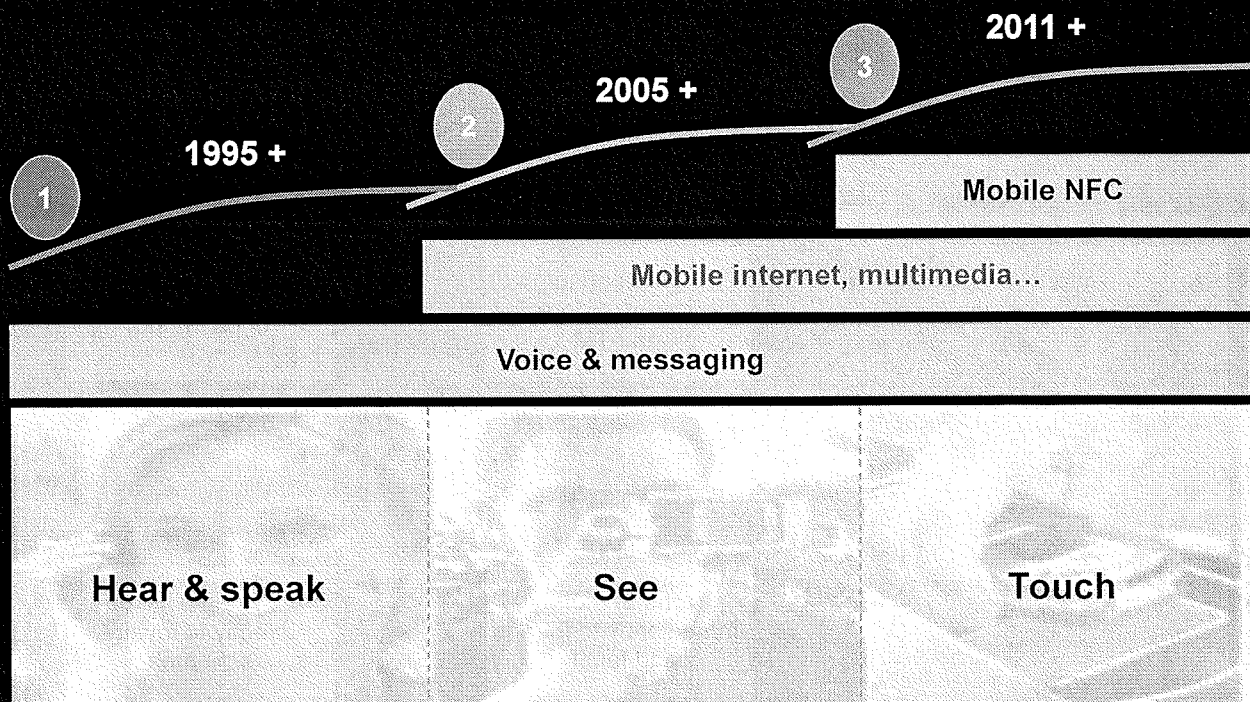 2011 +
3
2005 +
2
1995 +
1
Mobile NFC
Mobile internet, multimedia…
Voice & messaging
Hear & speak
See
Touch